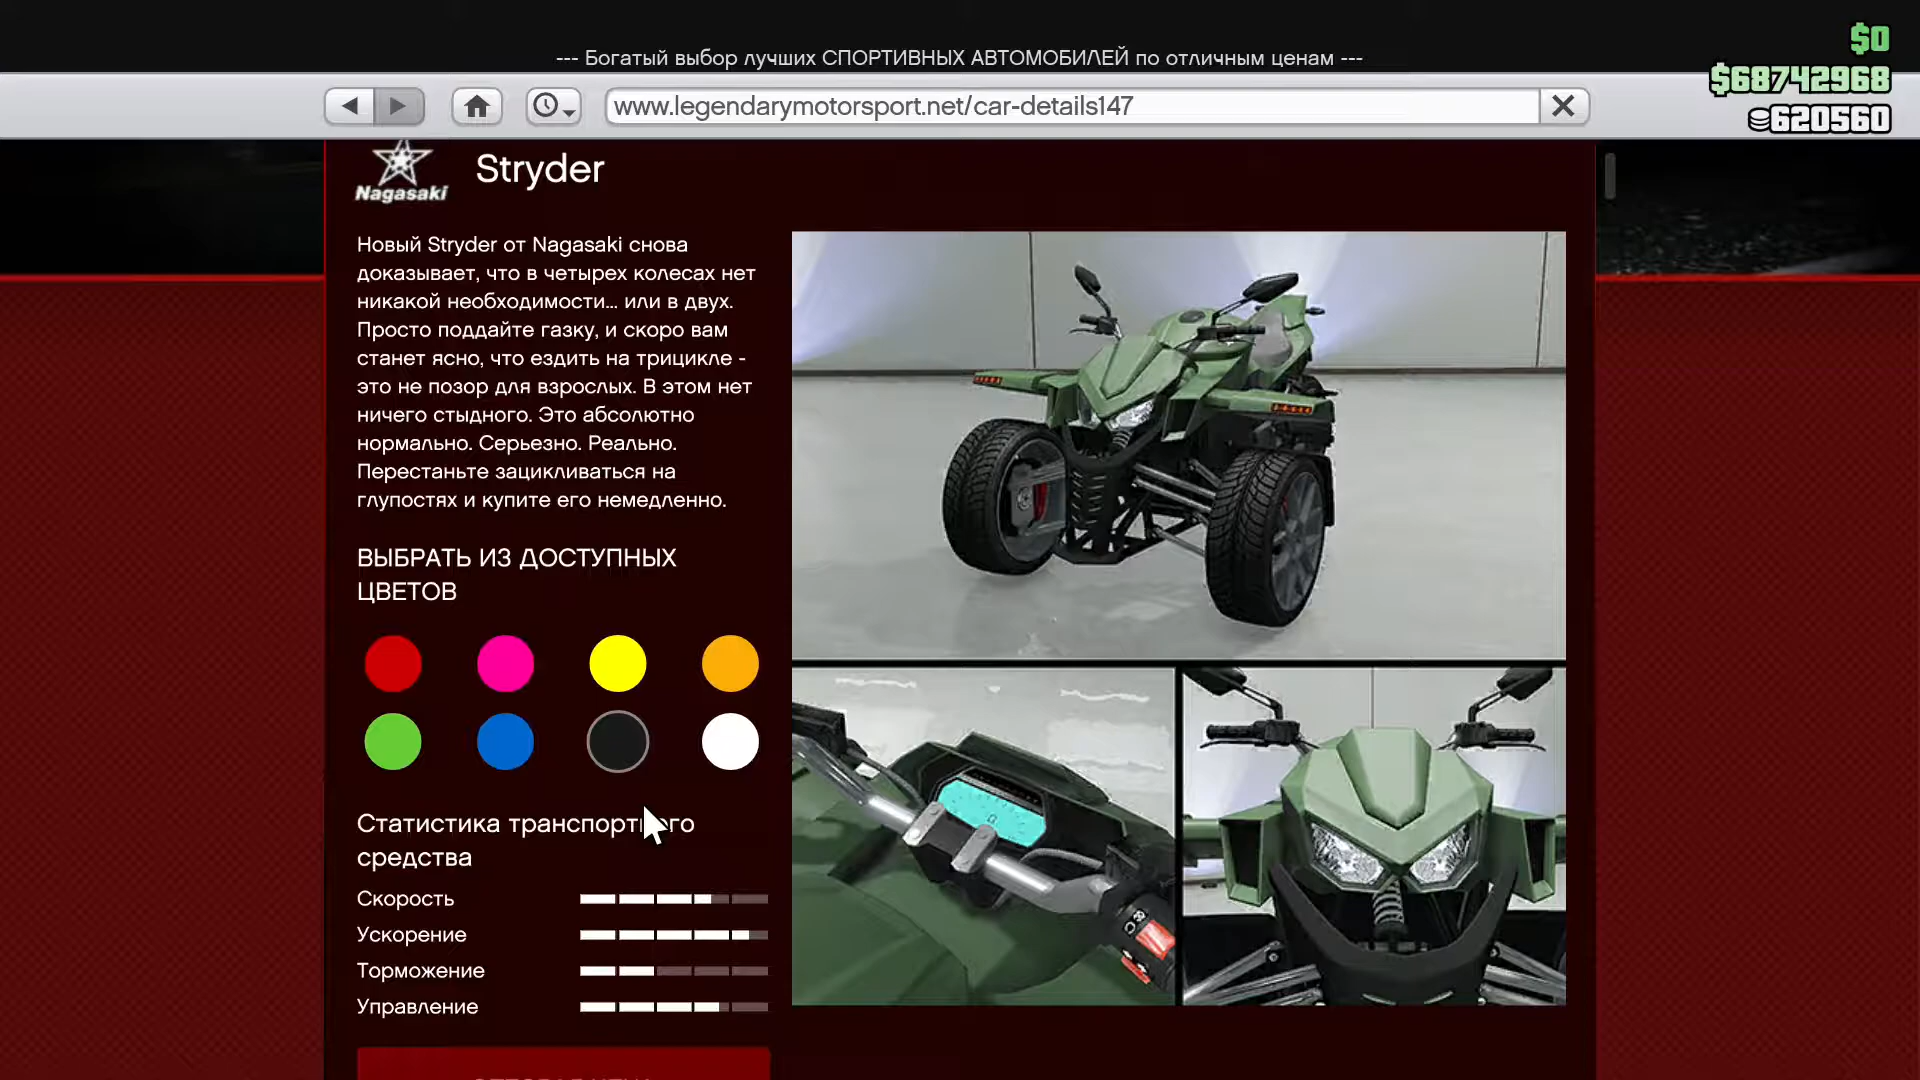 --- Богатый выбор лучших СПОРТИВНЫХ АВТОМОБИЛЕЙ по отличным ценам ---
$0
$68742968
620560
www.legendarymotorsport.net/car-details147
Nagasaki
Stryder
Новый Stryder от Nagasaki снова
доказывает, что в четырех колесах нет
никакой необходимости... или в двух.
Просто поддайте газку, и скоро вам
станет ясно, что ездить на трицикле -
это не позор для взрослых. В этом нет
ничего стыдного. Это абсолютно
нормально. Серьезно. Реально.
Перестаньте зацикливаться на
глупостях и купите его немедленно.
ВЫБРАТЬ ИЗ ДОСТУПНЫХ
ЦВЕТОВ
Статистика транспортного
средства
Скорость
Ускорение
Торможение
Управление